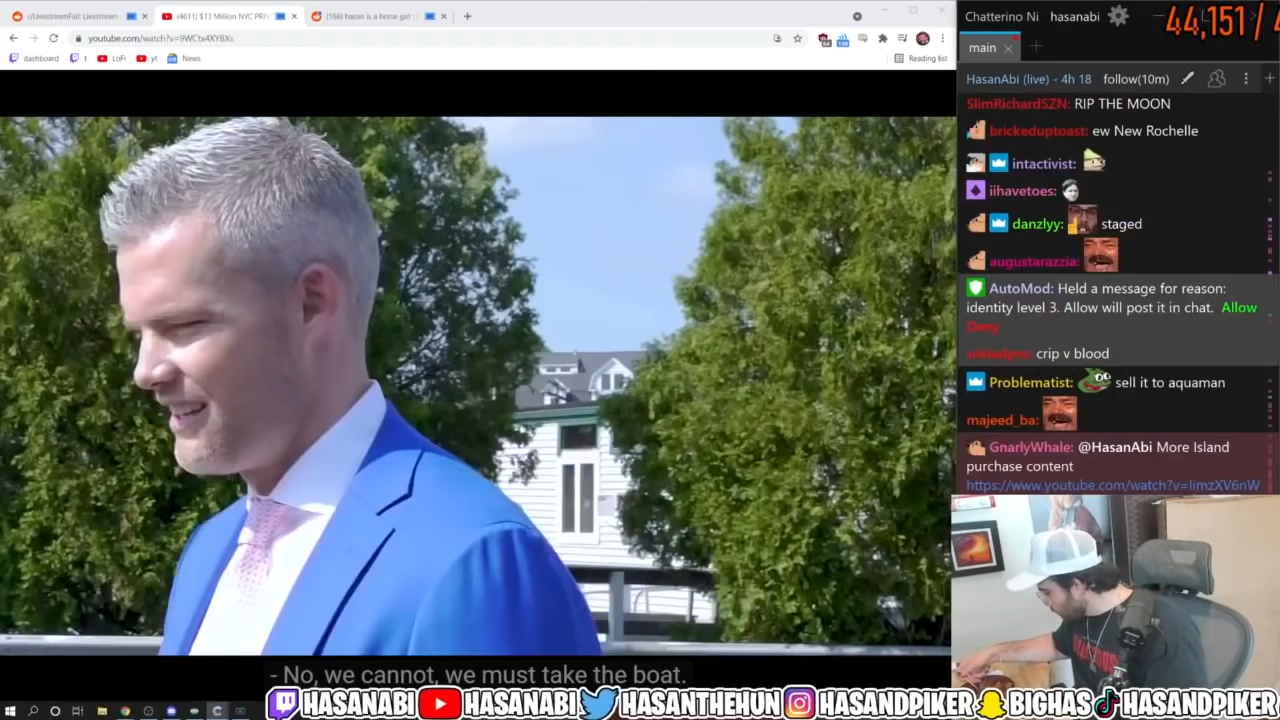 r/LivestreamFail: Livestream
(4611) $13 Million NYC PRI
(166) hasan is a horse girl :
youtube.com/watch?v=9WCtx4XY8Xs
dashboard
t
LoFi
yt
News
Reading list
- No, we cannot, we must take the boat.
Chatterino Ni
hasanabi
44,151 /
main
HasanAbi (live) - 4h 18
follow(10m)
SlimRichardSZN: RIP THE MOON
brickeduptoast: ew New Rochelle
intactivist:
iihavetoes:
danzlyy: staged
augustarazzia:
AutoMod: Held a message for reason:
identity level 3. Allow will post it in chat. Allow
Deny
crip v blood
Problematist: sell it to aquaman
majeed_ba:
GnarlyWhale: @HasanAbi More Island
purchase content
https://www.youtube.com/watch?v=IimzXV6nW
HASANABI HASANABI HASANTHEHUN HASANDPIKER BIGHAS HASANDPIKER